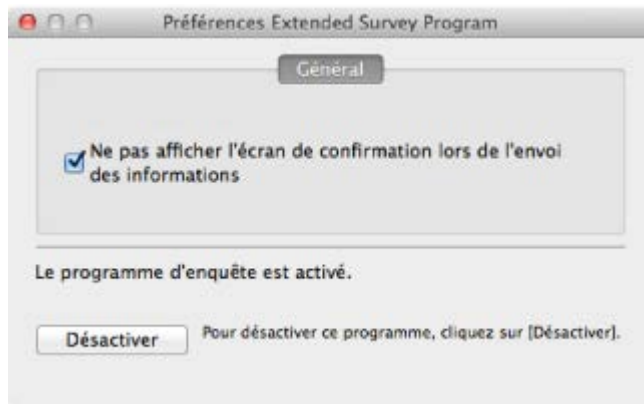 Préférences Extended Survey Program
Général
Ne pas afficher l'écran de confirmation lors de l'envoi
des informations
Le programme d'enquête est activé.
Désactiver
Pour désactiver ce programme, cliquez sur [Désactiver].